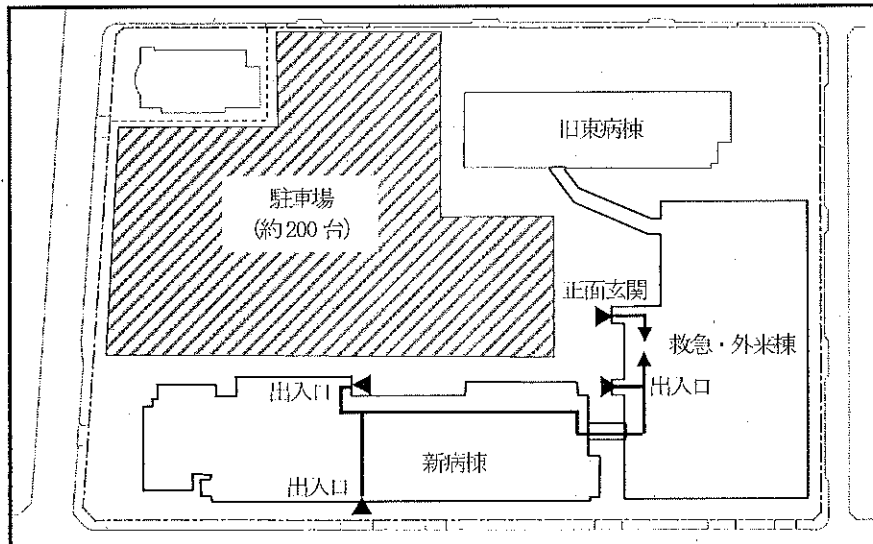 旧東病棟
駐車場
(約200台)
正面玄関
救急・外来棟
出入口
出入口
新病棟
出入口